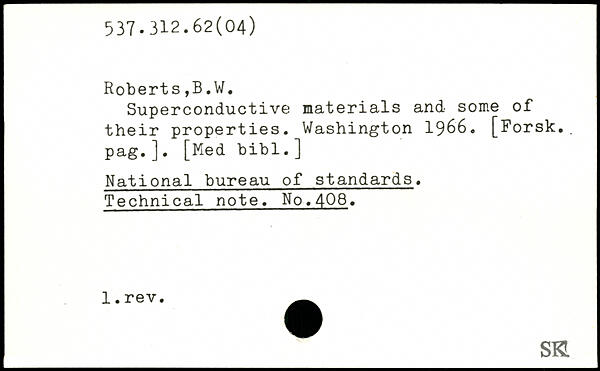 537.312.62(04)
Roberts,B.W.
Superconductive materials and some of
their properties. Washington 1966. [Forsk.
pag.]. [Med bibl.]
National bureau of standards.
Technical note. No.408.
1.rev.